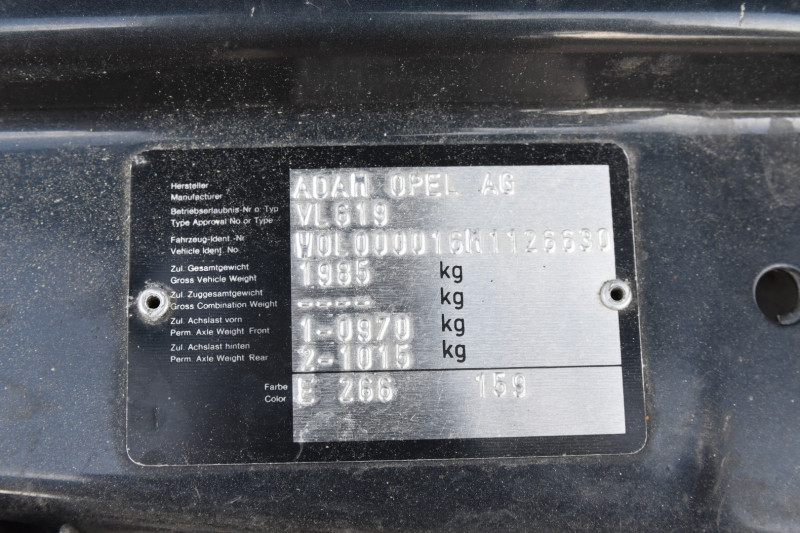 Hersteller
Manufacturer
ADAM OPEL AG
Betriebserlaubnis-Nr o Typ
Type Approval No or Type
VL619
Fahrzeug-Ident.-Nr
Vehicle Ident. No
W0L000016M1126630
Zul. Gesamtgewicht
Gross Vehicle Weight
1985 kg
Zul. Zuggesamtgewicht
Gross Combination Weight
---- kg
Zul. Achslast vorn
Perm. Axle Weight Front
1-0970 kg
Zul. Achslast hinten
Perm. Axle Weight Rear
2-1015 kg
Farbe
Color
E 266 159